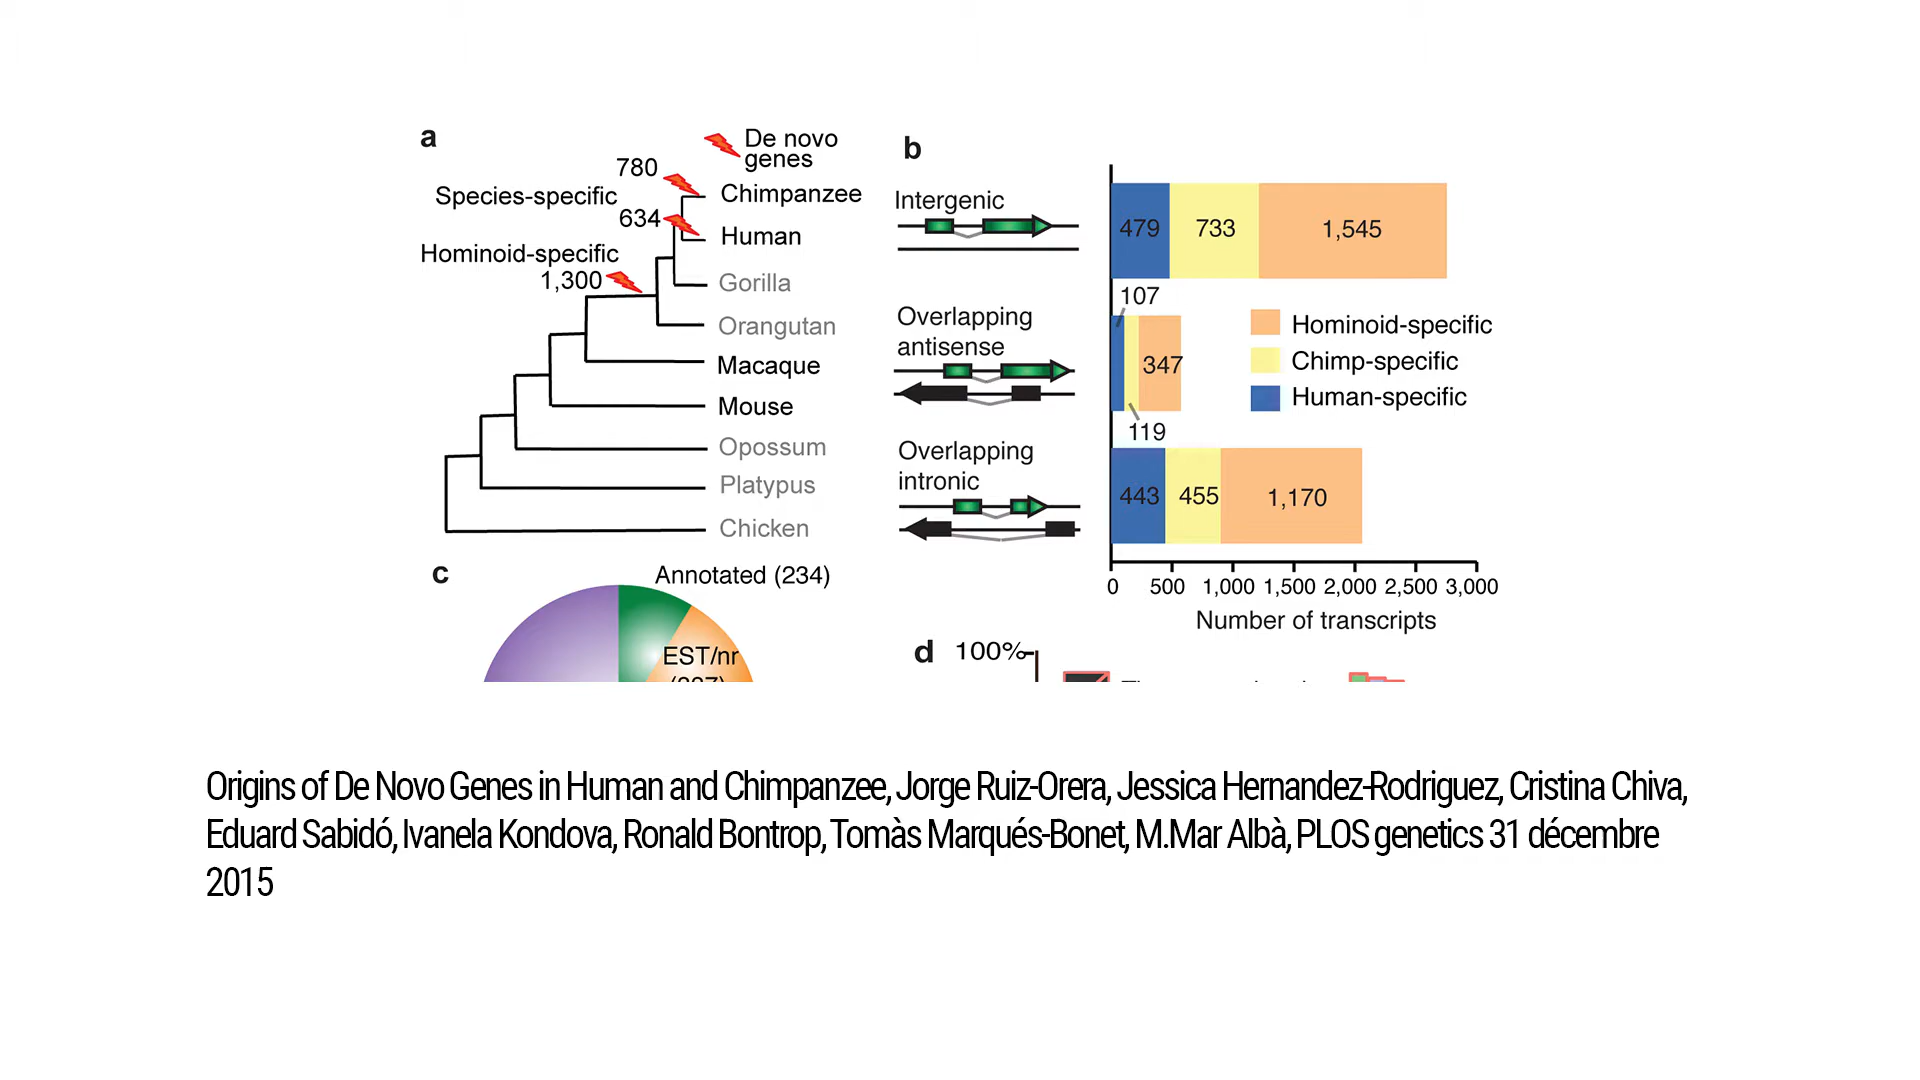 a
De novo
genes
780
Species-specific
Chimpanzee
634
Human
Hominoid-specific
1,300
Gorilla
Orangutan
Macaque
Mouse
Opossum
Platypus
Chicken
b
Intergenic
479 733 1,545
107
Overlapping
antisense
347
119
Hominoid-specific
Chimp-specific
Human-specific
Overlapping
intronic
443 455 1,170
0 500 1,000 1,500 2,000 2,500 3,000
Number of transcripts
c
Annotated (234)
EST/nr
d
100%
Origins of De Novo Genes in Human and Chimpanzee, Jorge Ruiz-Orera, Jessica Hernandez-Rodriguez, Cristina Chiva,
Eduard Sabidó, Ivanela Kondova, Ronald Bontrop, Tomàs Marqués-Bonet, M.Mar Albà, PLOS genetics 31 décembre
2015